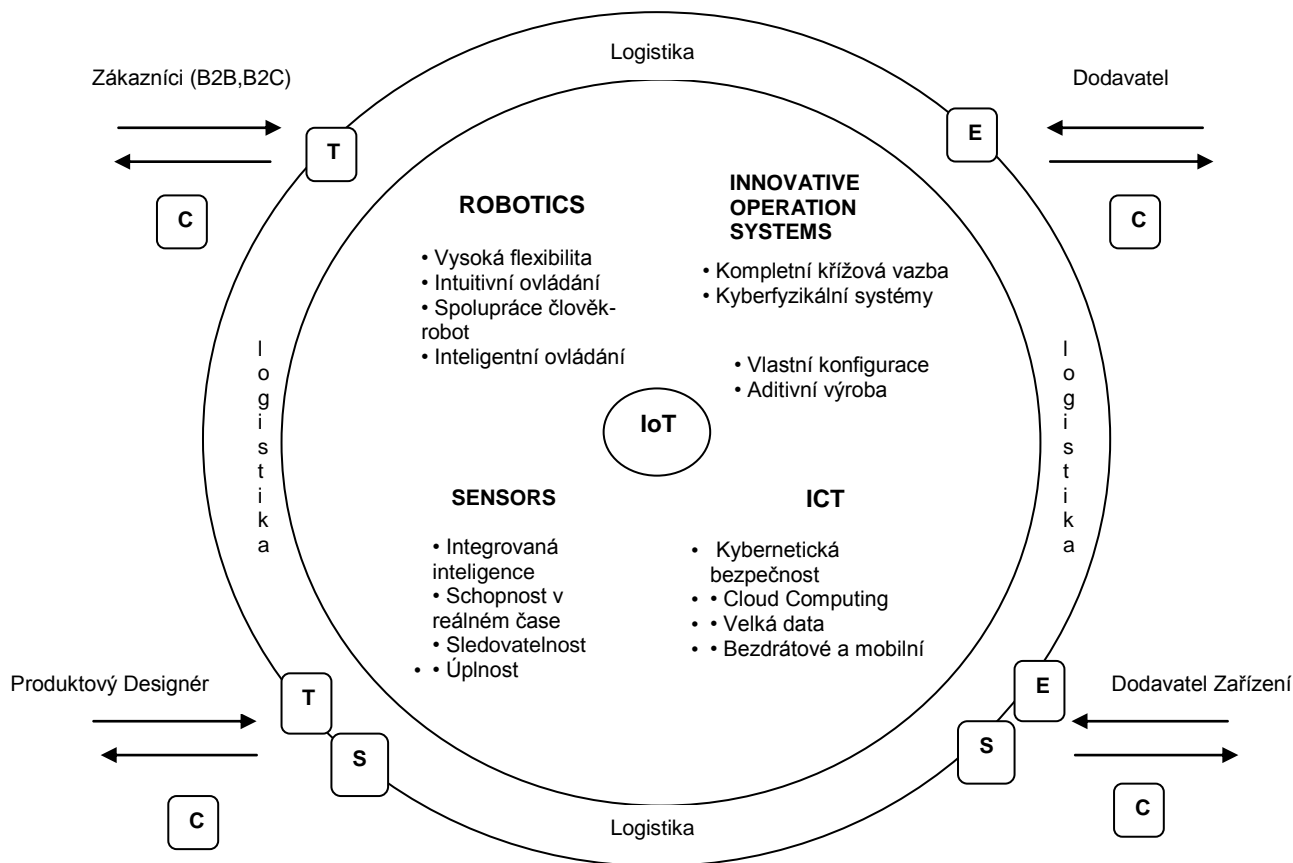 Logistika
Zákazníci (B2B,B2C)
Dodavatel
T
E
C
C
ROBOTICS
• Vysoká flexibilita
• Intuitivní ovládání
• Spolupráce člověk-
robot
• Inteligentní ovládání
INNOVATIVE
OPERATION
SYSTEMS
• Kompletní křížová vazba
• Kyberfyzikální systémy
• Vlastní konfigurace
• Aditivní výroba
l
o
g
i
s
t
i
k
a
l
o
g
i
s
t
i
k
a
IoT
SENSORS
• Integrovaná
inteligence
• Schopnost v
reálném čase
• Sledovatelnost
• • Úplnost
ICT
• Kybernetická
bezpečnost
• • Cloud Computing
• • Velká data
• • Bezdrátové a mobilní
Produktový Designér
T
S
C
E
S
Dodavatel Zařízení
C
Logistika